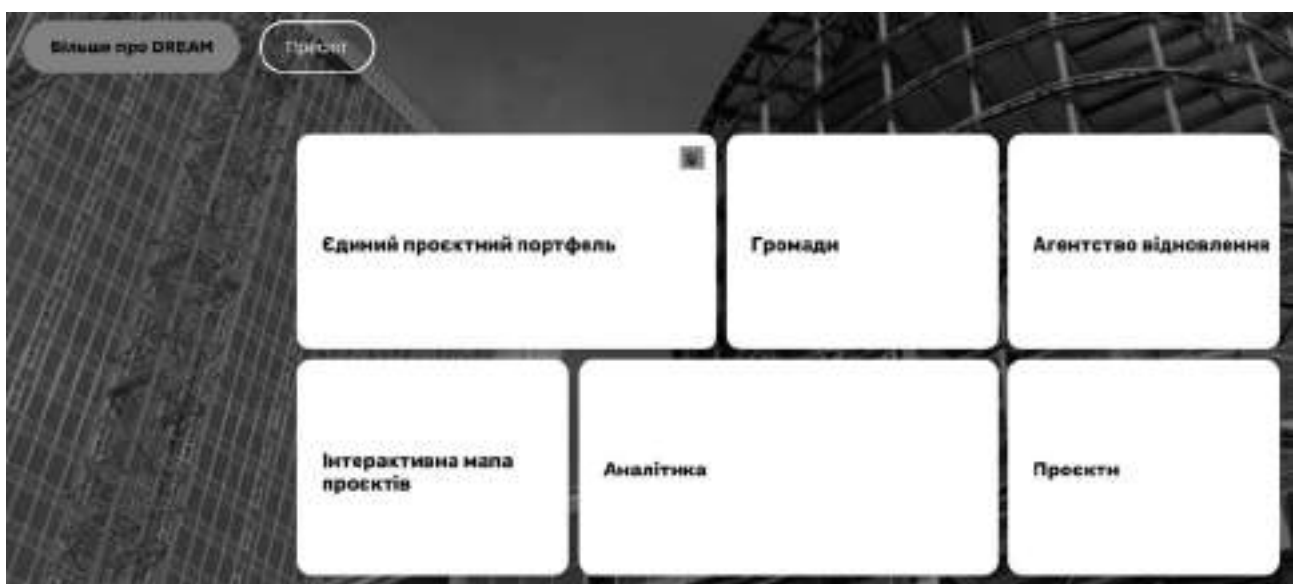 Більше про DREAM
Єдиний проєктний портфель
Громади
Агентство відновлення
Інтерактивна мапа
проєктів
Аналітика
Проєкти